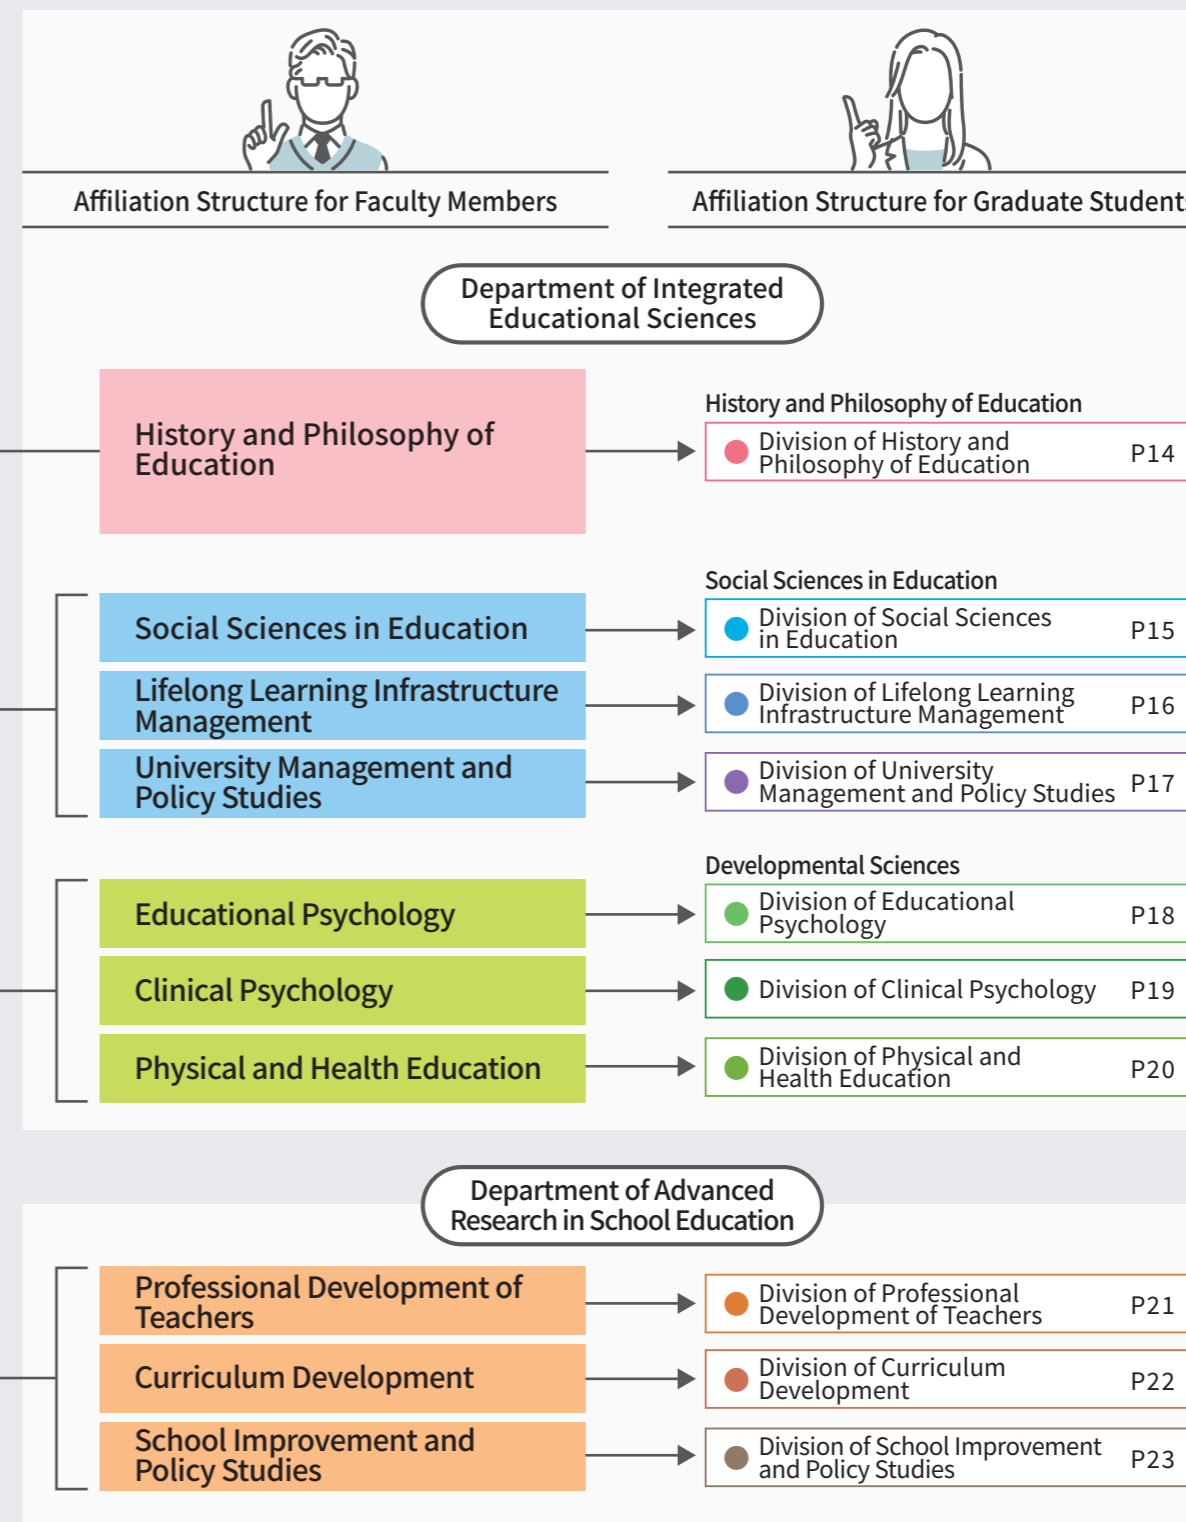 Affiliation Structure for Faculty Members
Affiliation Structure for Graduate Students
Department of Integrated
Educational Sciences
History and Philosophy of
Education
History and Philosophy of Education
Division of History and
Philosophy of Education
P14
Social Sciences in Education
Social Sciences in Education
Division of Social Sciences
in Education
P15
Lifelong Learning Infrastructure
Management
Division of Lifelong Learning
Infrastructure Management
P16
University Management and
Policy Studies
Division of University
Management and Policy Studies
P17
Developmental Sciences
Educational Psychology
Division of Educational
Psychology
P18
Clinical Psychology
Division of Clinical Psychology
P19
Physical and Health Education
Division of Physical and
Health Education
P20
Department of Advanced
Research in School Education
Professional Development of
Teachers
Division of Professional
Development of Teachers
P21
Curriculum Development
Division of Curriculum
Development
P22
School Improvement and
Policy Studies
Division of School Improvement
and Policy Studies
P23